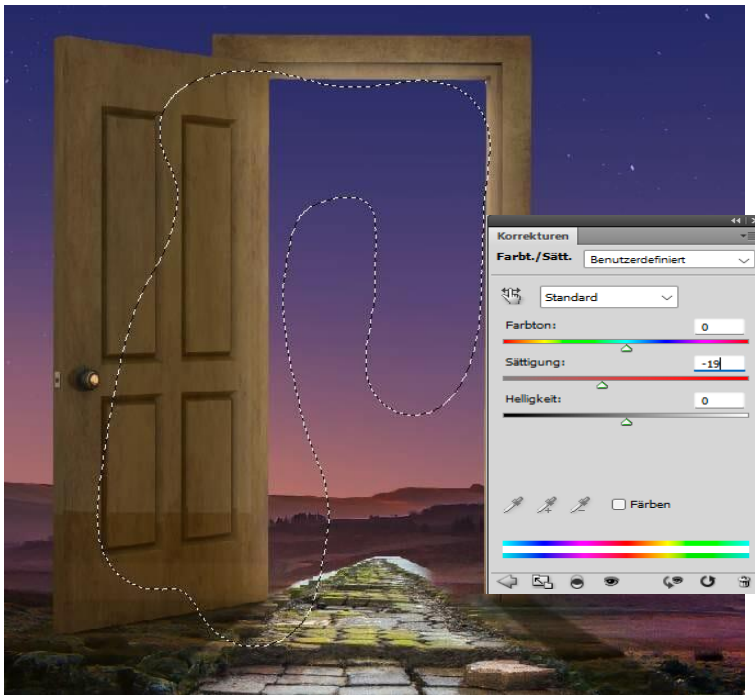 Korrekturen
Farbt./Sätt. Benutzerdefiniert
Standard
Farbton: 0
Sättigung: -19
Helligkeit: 0
Färben